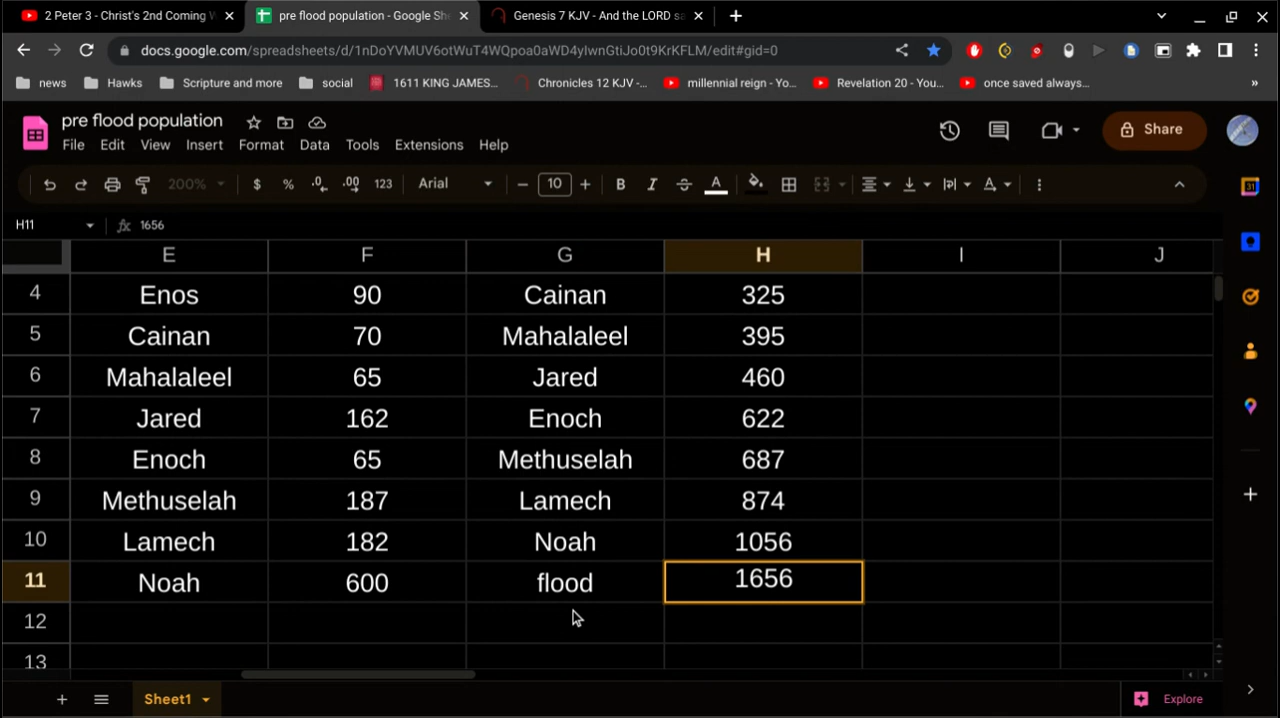 2 Peter 3 - Christ's 2nd Coming
pre flood population - Google She
Genesis 7 KJV - And the LORD sa
docs.google.com/spreadsheets/d/1nDoYVMUV6otWuT4WQpoa0aWD4yIwnGtiJo0t9KrKFLM/edit#gid=0
news
Hawks
Scripture and more
social
1611 KING JAMES...
Chronicles 12 KJV -...
millennial reign - Yo...
Revelation 20 - You...
once saved always...
»
pre flood population
File Edit View Insert Format Data Tools Extensions Help
Share
200% $ % .0 .00 123 Arial 10 B I S A
H11 fx 1656
E F G H I J
4 Enos 90 Cainan 325
5 Cainan 70 Mahalaleel 395
6 Mahalaleel 65 Jared 460
7 Jared 162 Enoch 622
8 Enoch 65 Methuselah 687
9 Methuselah 187 Lamech 874
10 Lamech 182 Noah 1056
11 Noah 600 flood 1656
12
13
Sheet1
Explore
31